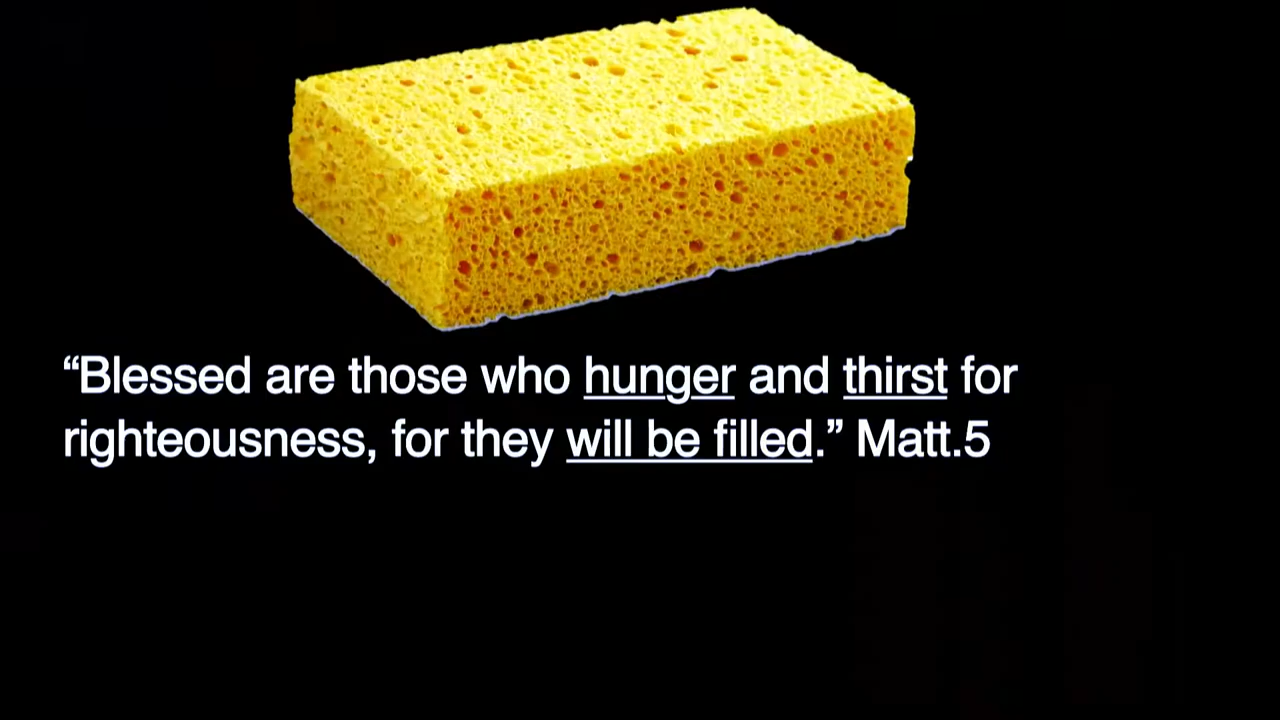 “Blessed are those who hunger and thirst for
righteousness, for they will be filled.” Matt.5